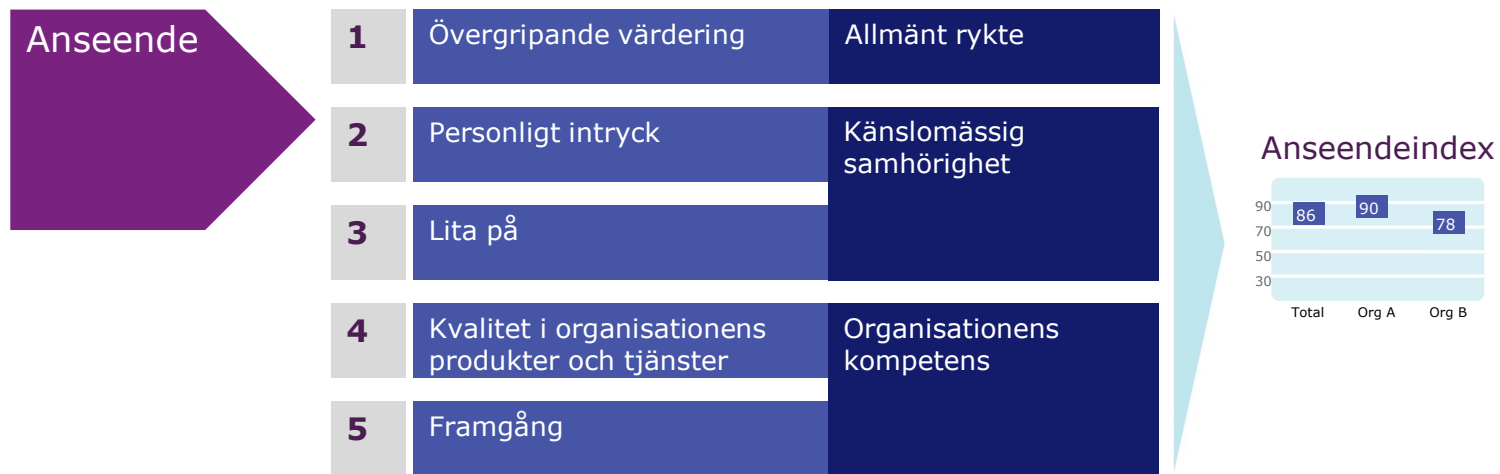 Anseende
1
Övergripande värdering
Allmänt rykte
2
Personligt intryck
Känslomässig
samhörighet
3
Lita på
4
Kvalitet i organisationens
produkter och tjänster
Organisationens
kompetens
5
Framgång
Anseendeindex
90
70
50
30
86
90
78
Total
Org A
Org B